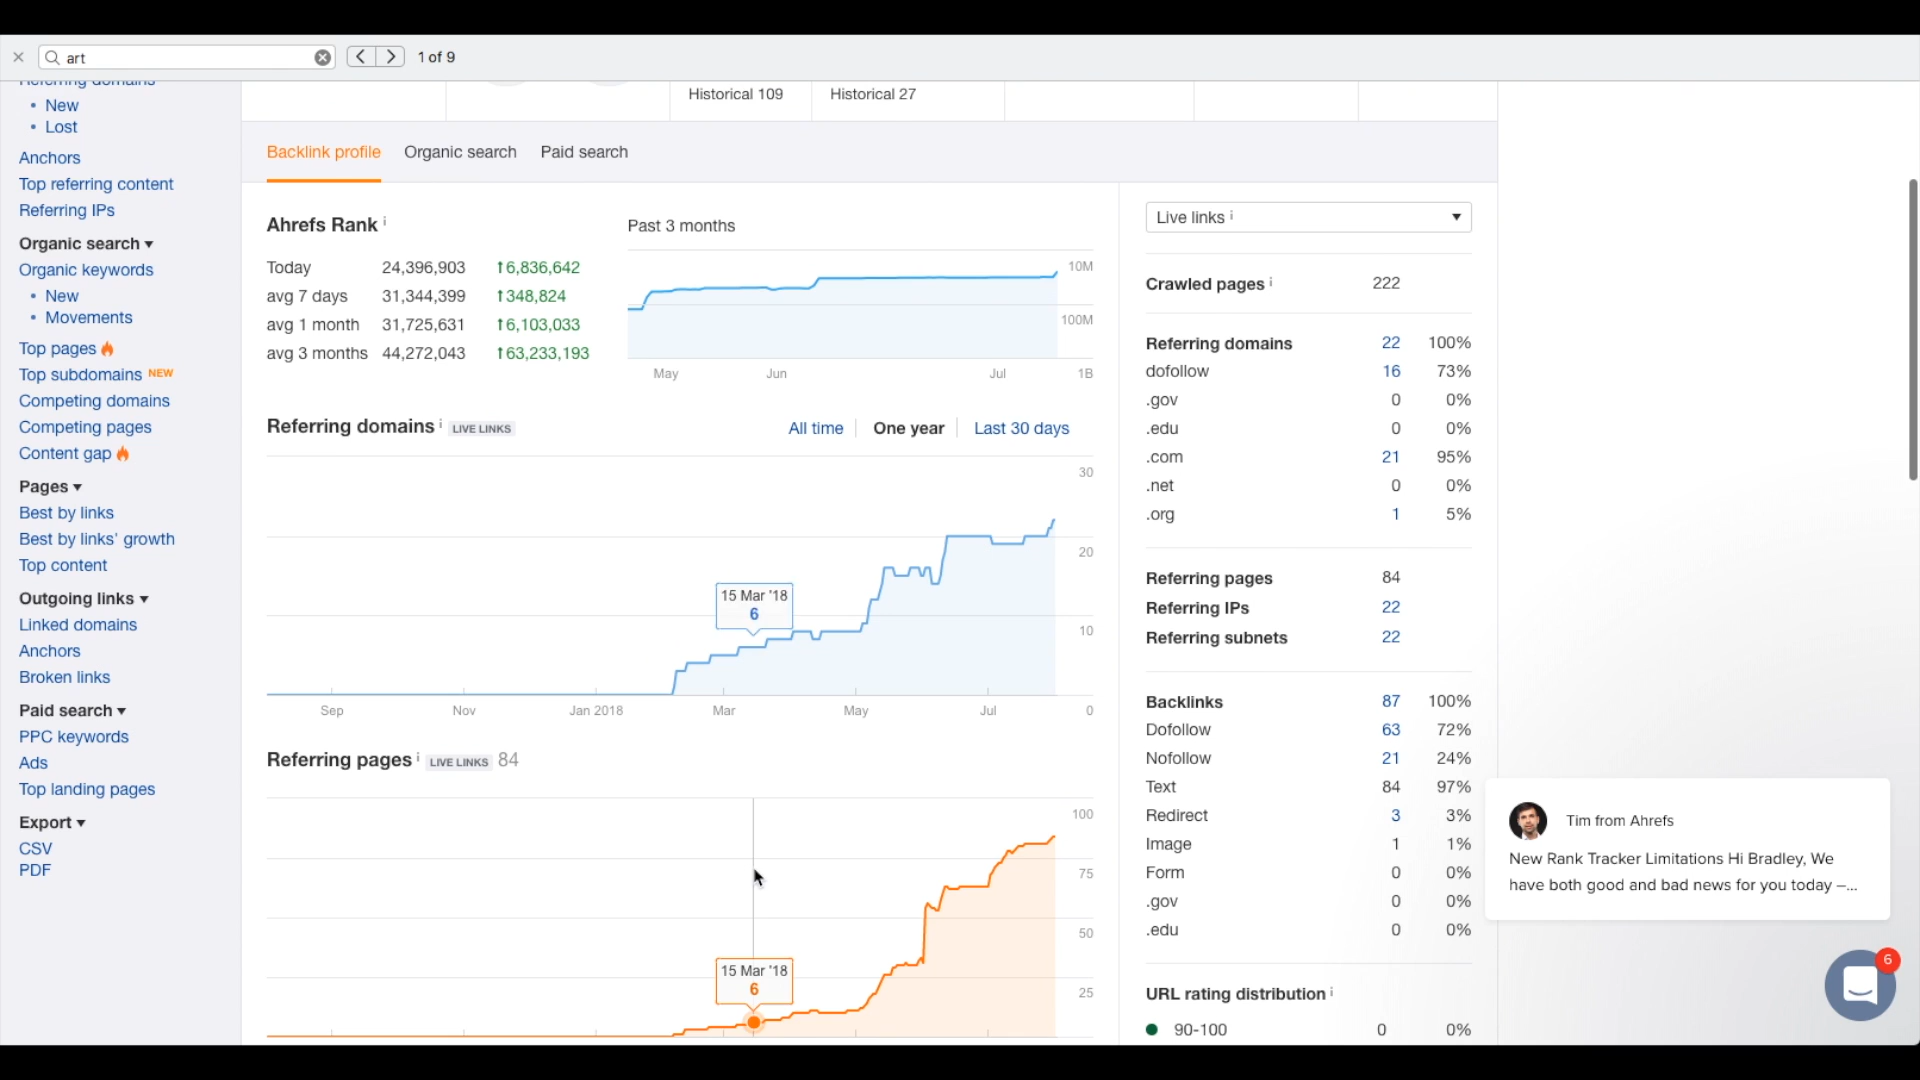 art
1 of 9
Referring domains
New
Lost
Anchors
Top referring content
Referring IPs
Organic search
Organic keywords
New
Movements
Top pages
Top subdomains NEW
Competing domains
Competing pages
Content gap
Pages
Best by links
Best by links' growth
Top content
Outgoing links
Linked domains
Anchors
Broken links
Paid search
PPC keywords
Ads
Top landing pages
Export
CSV
PDF
Historical 109 Historical 27
Backlink profile Organic search Paid search
Ahrefs Rank i
Today 24,396,903 ↑6,836,642
avg 7 days 31,344,399 ↑348,824
avg 1 month 31,725,631 ↑6,103,033
avg 3 months 44,272,043 ↑63,233,193
Past 3 months
10M
100M
May Jun Jul 1B
Referring domains i LIVE LINKS All time One year Last 30 days
30
20
15 Mar '18
6
10
Sep Nov Jan 2018 Mar May Jul 0
Referring pages i LIVE LINKS 84
100
75
50
15 Mar '18
6
25
Live links i
Crawled pages i 222
Referring domains 22 100%
dofollow 16 73%
.gov 0 0%
.edu 0 0%
.com 21 95%
.net 0 0%
.org 1 5%
Referring pages 84
Referring IPs 22
Referring subnets 22
Backlinks 87 100%
Dofollow 63 72%
Nofollow 21 24%
Text 84 97%
Redirect 3 3%
Image 1 1%
Form 0 0%
.gov 0 0%
.edu 0 0%
URL rating distribution i
90-100 0 0%
Tim from Ahrefs
New Rank Tracker Limitations Hi Bradley, We
have both good and bad news for you today –...
6